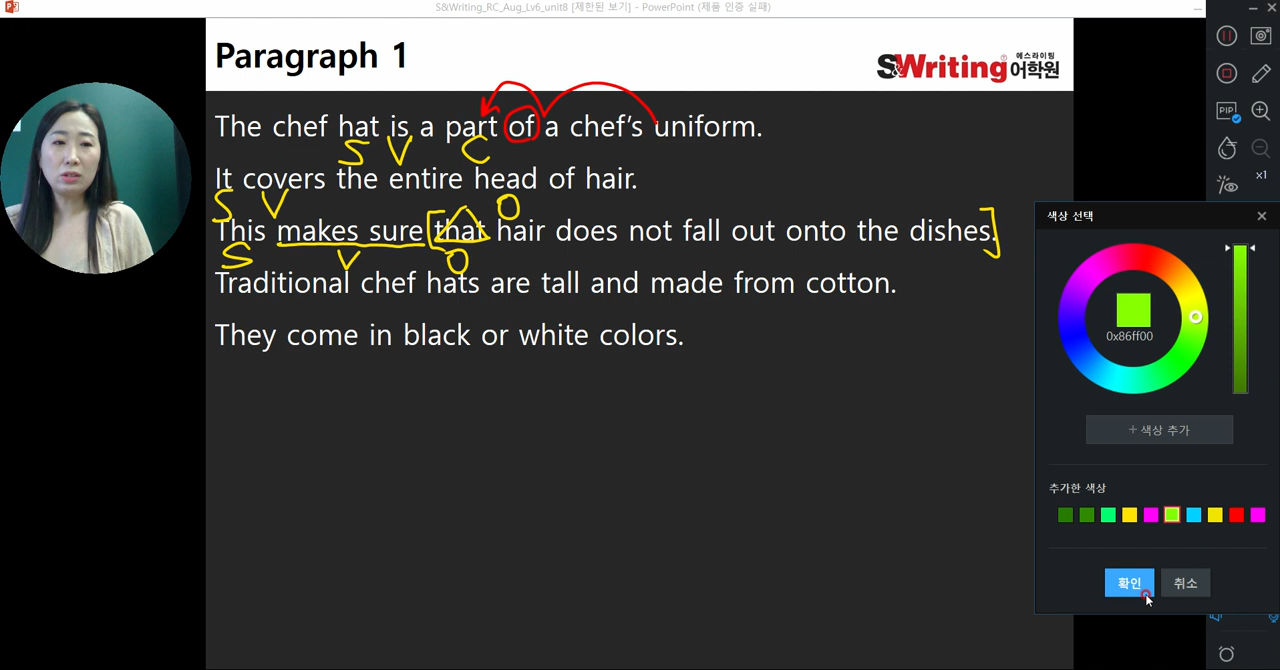 S&Writing_RC_Aug_Lv6_unit8 [제한된 보기] - PowerPoint (제품 인증 실패)
Paragraph 1
S&Writing 에스라이팅 어학원
The chef hat is a part of a chef's uniform.
S V C
It covers the entire head of hair.
S V O
This makes sure [that hair does not fall out onto the dishes.]
S V O
Traditional chef hats are tall and made from cotton.
They come in black or white colors.
PIP
x1
색상 선택
0x86ff00
+ 색상 추가
추가한 색상
확인 취소